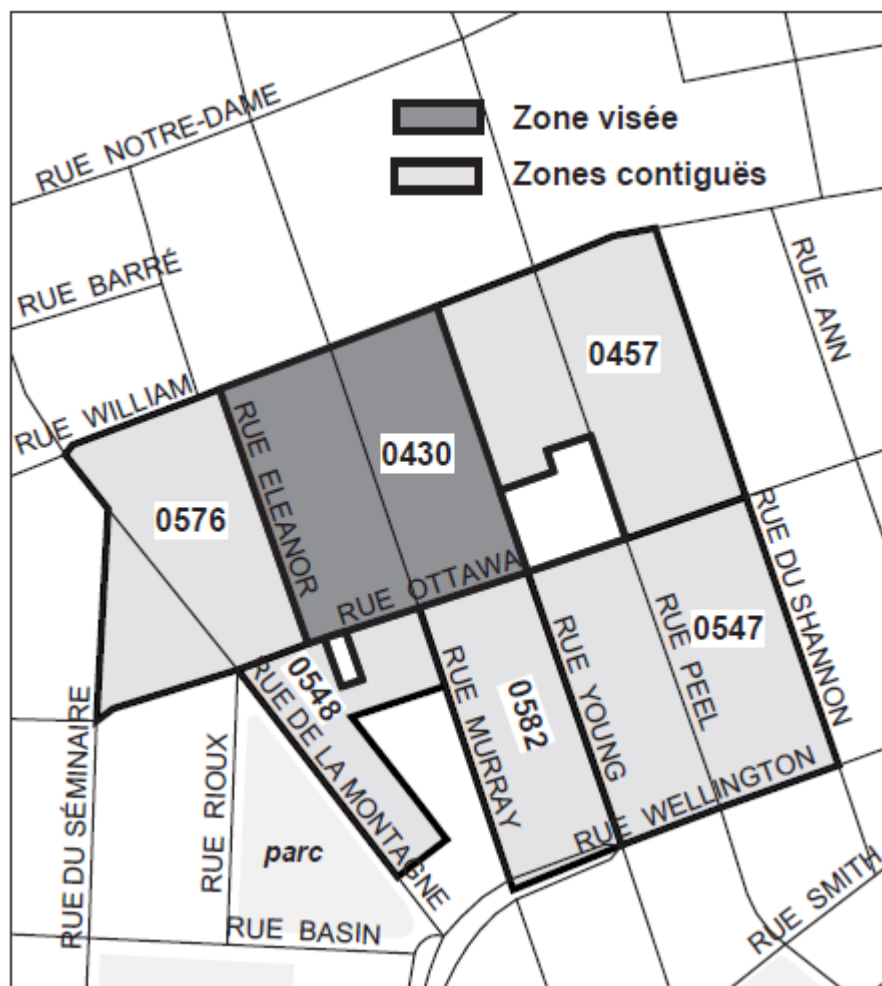 RUE NOTRE-DAME
Zone visée
Zones contiguës
RUE BARRÉ
RUE ANN
RUE WILLIAM
0457
RUE ELEANOR
0430
0576
RUE OTTAWA
RUE DU SHANNON
RUE PEEL
0547
RUE YOUNG
0548
0582
RUE MURRAY
RUE DE LA MONTAGNE
RUE DU SÉMINAIRE
RUE RIOUX
RUE WELLINGTON
parc
RUE SMITH
RUE BASIN